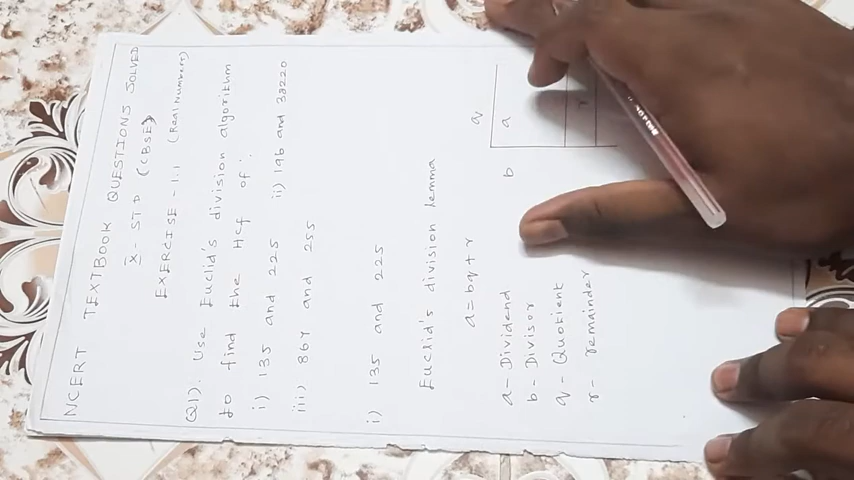 NCERT TEXTBOOK QUESTIONS SOLVED
X - STD (CBSE)
EXERCISE - 1.1 (Real Numbers)
Q1). Use Euclid's division algorithm
to find the HCF of :
i) 135 and 225 ii) 196 and 38220
iii) 867 and 255
i) 135 and 225
Euclid's division lemma
a = bq + r
q
b a
r
a - Dividend
b - Divisor
q - Quotient
r - remainder